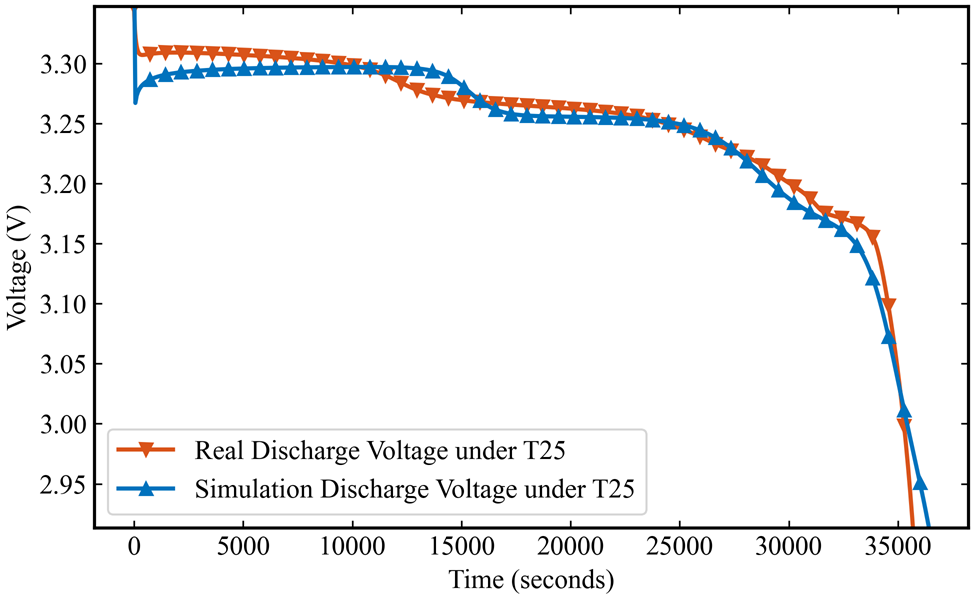 3.30
3.25
3.20
3.15
3.10
3.05
3.00
2.95
Voltage (V)
Real Discharge Voltage under T25
Simulation Discharge Voltage under T25
0 5000 10000 15000 20000 25000 30000 35000
Time (seconds)